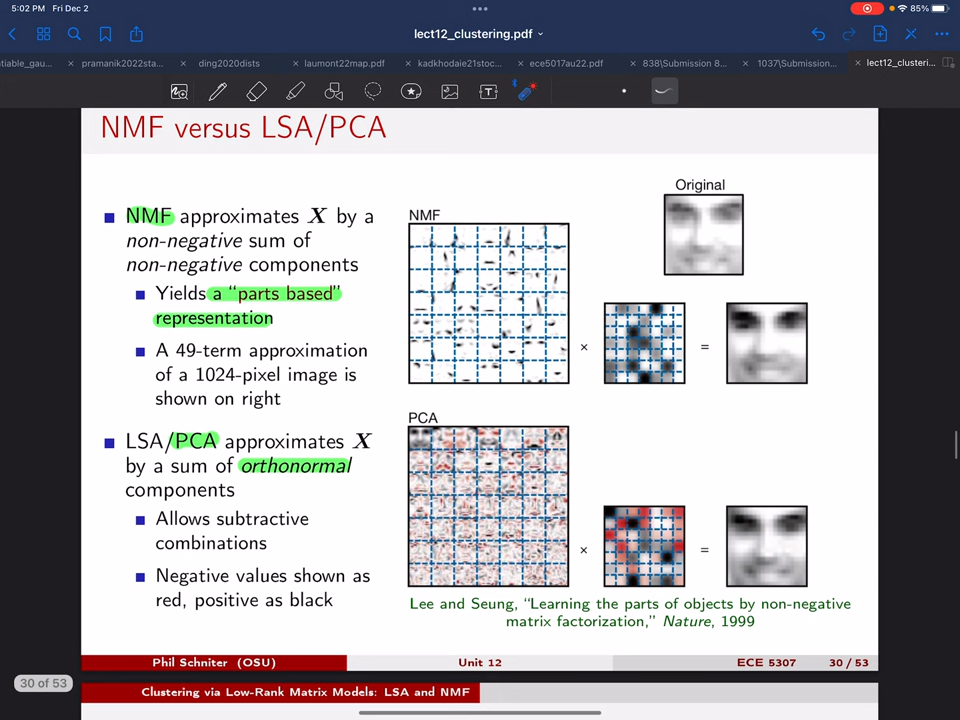 5:02 PM Fri Dec 2
85%
lect12_clustering.pdf
ntiable_gau...
pramanik2022sta...
ding2020dists
laumont22map.pdf
kadkhodaie21stoc...
ece5017au22.pdf
838\Submission 8...
1037\Submission...
lect12_clusteri...
NMF versus LSA/PCA
NMF approximates X by a
non-negative sum of
non-negative components
Yields a “parts based”
representation
A 49-term approximation
of a 1024-pixel image is
shown on right
LSA/PCA approximates X
by a sum of orthonormal
components
Allows subtractive
combinations
Negative values shown as
red, positive as black
Original
NMF
× =
PCA
× =
Lee and Seung, “Learning the parts of objects by non-negative
matrix factorization,” Nature, 1999
Phil Schniter (OSU) Unit 12 ECE 5307 30 / 53
30 of 53
Clustering via Low-Rank Matrix Models: LSA and NMF